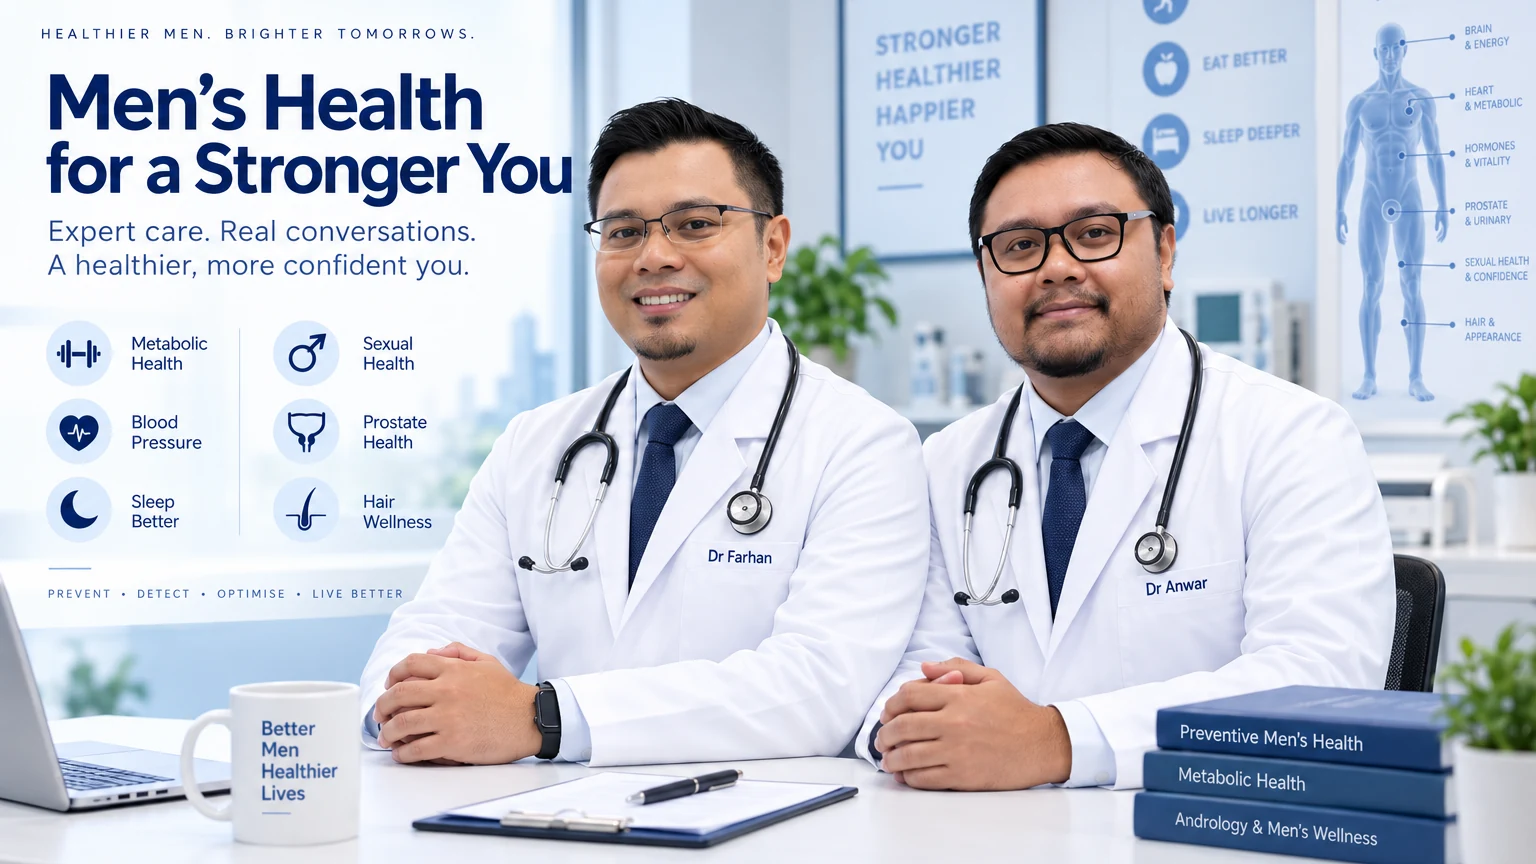 HEALTHIER MEN. BRIGHTER TOMORROWS.
Men's Health
for a Stronger You
Expert care. Real conversations.
A healthier, more confident you.
Metabolic
Health
Blood
Pressure
Sleep
Better
Sexual
Health
Prostate
Health
Hair
Wellness
PREVENT • DETECT • OPTIMISE • LIVE BETTER
STRONGER
HEALTHIER
HAPPIER
YOU
EAT BETTER
SLEEP DEEPER
LIVE LONGER
BRAIN
& ENERGY
HEART
& METABOLIC
HORMONES
& VITALITY
PROSTATE
& URINARY
SEXUAL HEALTH
& CONFIDENCE
HAIR &
APPEARANCE
Dr Farhan
Dr Anwar
Better
Men
Healthier
Lives
Preventive Men's Health
Metabolic Health
Andrology & Men's Wellness